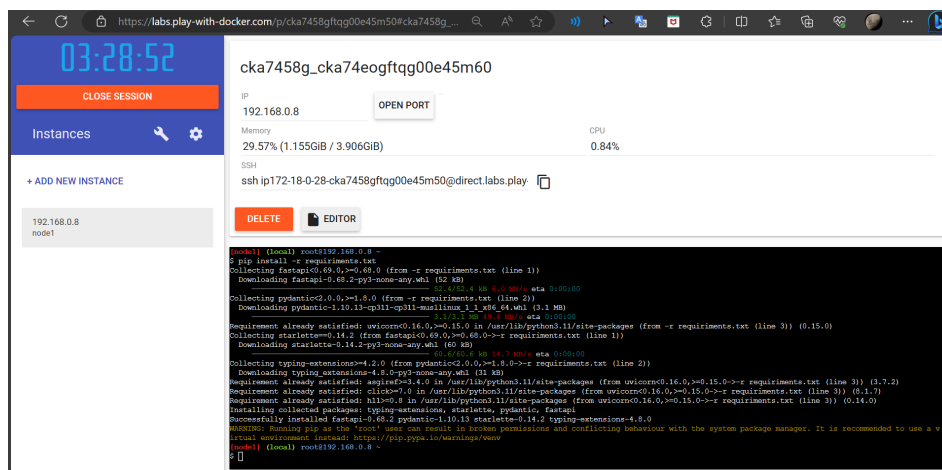 https://labs.play-with-docker.com/p/cka7458gftqg00e45m50#cka7458g_...
03:28:52
CLOSE SESSION
Instances
+ ADD NEW INSTANCE
192.168.0.8
node1
cka7458g_cka74eogftqg00e45m60
IP
192.168.0.8
OPEN PORT
Memory
29.57% (1.155GiB / 3.906GiB)
CPU
0.84%
SSH
ssh ip172-18-0-28-cka7458gftqg00e45m50@direct.labs.play-
DELETE
EDITOR
[node1] (local) root@192.168.0.8 ~
$ pip install -r requiriments.txt
Collecting fastapi<0.69.0,>=0.68.0 (from -r requiriments.txt (line 1))
Downloading fastapi-0.68.2-py3-none-any.whl (52 kB)
52.4/52.4 kB 6.0 MB/s eta 0:00:00
Collecting pydantic<2.0.0,>=1.8.0 (from -r requiriments.txt (line 2))
Downloading pydantic-1.10.13-cp311-cp311-musllinux_1_1_x86_64.whl (3.1 MB)
3.1/3.1 MB 48.4 MB/s eta 0:00:00
Requirement already satisfied: uvicorn<0.16.0,>=0.15.0 in /usr/lib/python3.11/site-packages (from -r requiriments.txt (line 3)) (0.15.0)
Collecting starlette==0.14.2 (from fastapi<0.69.0,>=0.68.0->-r requiriments.txt (line 1))
Downloading starlette-0.14.2-py3-none-any.whl (60 kB)
60.6/60.6 kB 14.3 MB/s eta 0:00:00
Collecting typing-extensions>=4.2.0 (from pydantic<2.0.0,>=1.8.0->-r requiriments.txt (line 2))
Downloading typing_extensions-4.8.0-py3-none-any.whl (31 kB)
Requirement already satisfied: asgiref>=3.4.0 in /usr/lib/python3.11/site-packages (from uvicorn<0.16.0,>=0.15.0->-r requiriments.txt (line 3)) (3.7.2)
Requirement already satisfied: click>=7.0 in /usr/lib/python3.11/site-packages (from uvicorn<0.16.0,>=0.15.0->-r requiriments.txt (line 3)) (8.1.7)
Requirement already satisfied: h11>=0.8 in /usr/lib/python3.11/site-packages (from uvicorn<0.16.0,>=0.15.0->-r requiriments.txt (line 3)) (0.14.0)
Installing collected packages: typing-extensions, starlette, pydantic, fastapi
Successfully installed fastapi-0.68.2 pydantic-1.10.13 starlette-0.14.2 typing-extensions-4.8.0
WARNING: Running pip as the 'root' user can result in broken permissions and conflicting behaviour with the system package manager. It is recommended to use a v
irtual environment instead: https://pip.pypa.io/warnings/venv
[node1] (local) root@192.168.0.8 ~
$